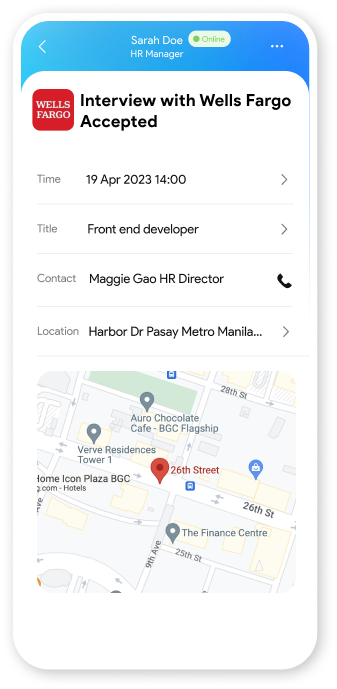 Sarah Doe
Online
HR Manager
WELLS
FARGO
Interview with Wells Fargo
Accepted
Time
19 Apr 2023 14:00
Title
Front end developer
Contact
Maggie Gao HR Director
Location
Harbor Dr Pasay Metro Manila...
28th St
Auro Chocolate
Cafe - BGC Flagship
Verve Residences
Tower 1
Home Icon Plaza BGC
g.com - Hotels
26th Street
26th St
The Finance Centre
9th Ave
25th St